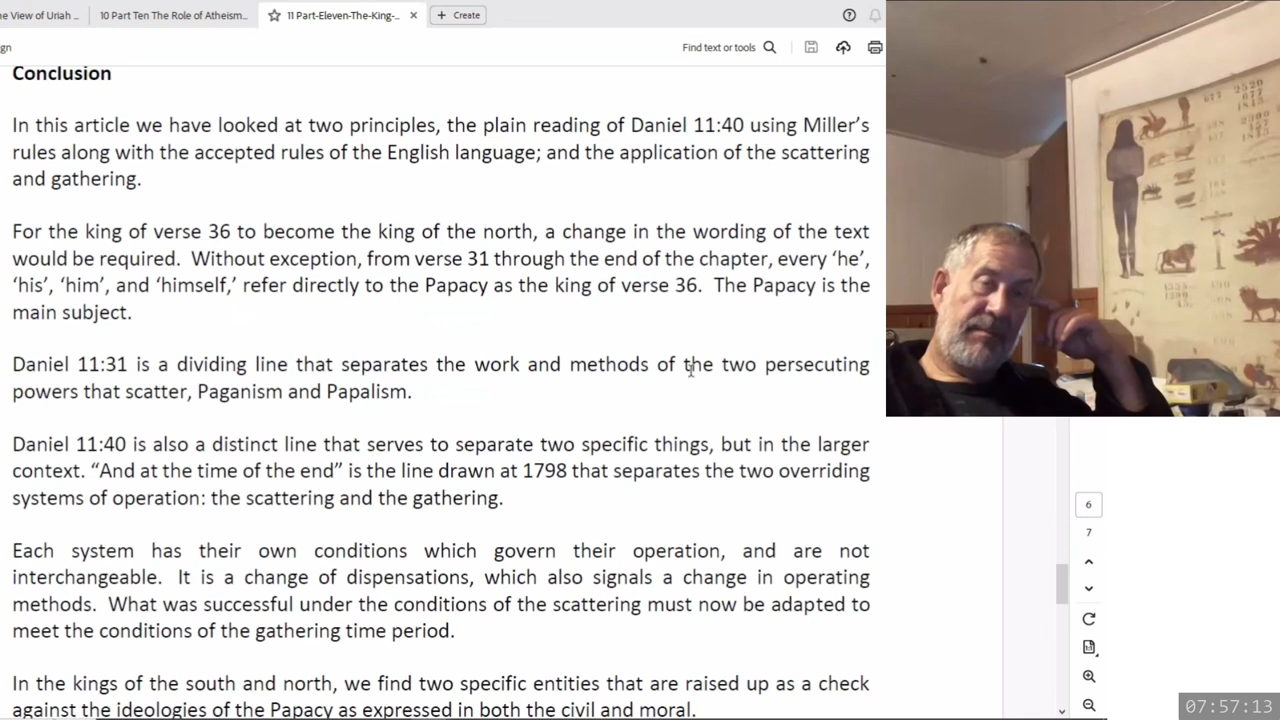 he View of Uriah ...
10 Part Ten The Role of Atheism...
11 Part-Eleven-The-King-...
Create
gn
Find text or tools
Conclusion
In this article we have looked at two principles, the plain reading of Daniel 11:40 using Miller’s
rules along with the accepted rules of the English language; and the application of the scattering
and gathering.
For the king of verse 36 to become the king of the north, a change in the wording of the text
would be required. Without exception, from verse 31 through the end of the chapter, every ‘he’,
‘his’, ‘him’, and ‘himself,’ refer directly to the Papacy as the king of verse 36. The Papacy is the
main subject.
Daniel 11:31 is a dividing line that separates the work and methods of the two persecuting
powers that scatter, Paganism and Papalism.
Daniel 11:40 is also a distinct line that serves to separate two specific things, but in the larger
context. “And at the time of the end” is the line drawn at 1798 that separates the two overriding
systems of operation: the scattering and the gathering.
Each system has their own conditions which govern their operation, and are not
interchangeable. It is a change of dispensations, which also signals a change in operating
methods. What was successful under the conditions of the scattering must now be adapted to
meet the conditions of the gathering time period.
In the kings of the south and north, we find two specific entities that are raised up as a check
against the ideologies of the Papacy as expressed in both the civil and moral.
677
2520
677
1843
6
7
07:57:13